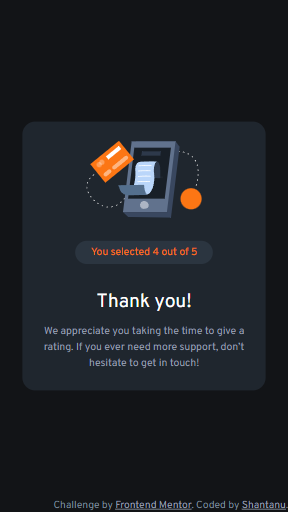 You selected 4 out of 5
Thank you!
We appreciate you taking the time to give a
rating. If you ever need more support, don't
hesitate to get in touch!
Challenge by Frontend Mentor. Coded by Shantanu.